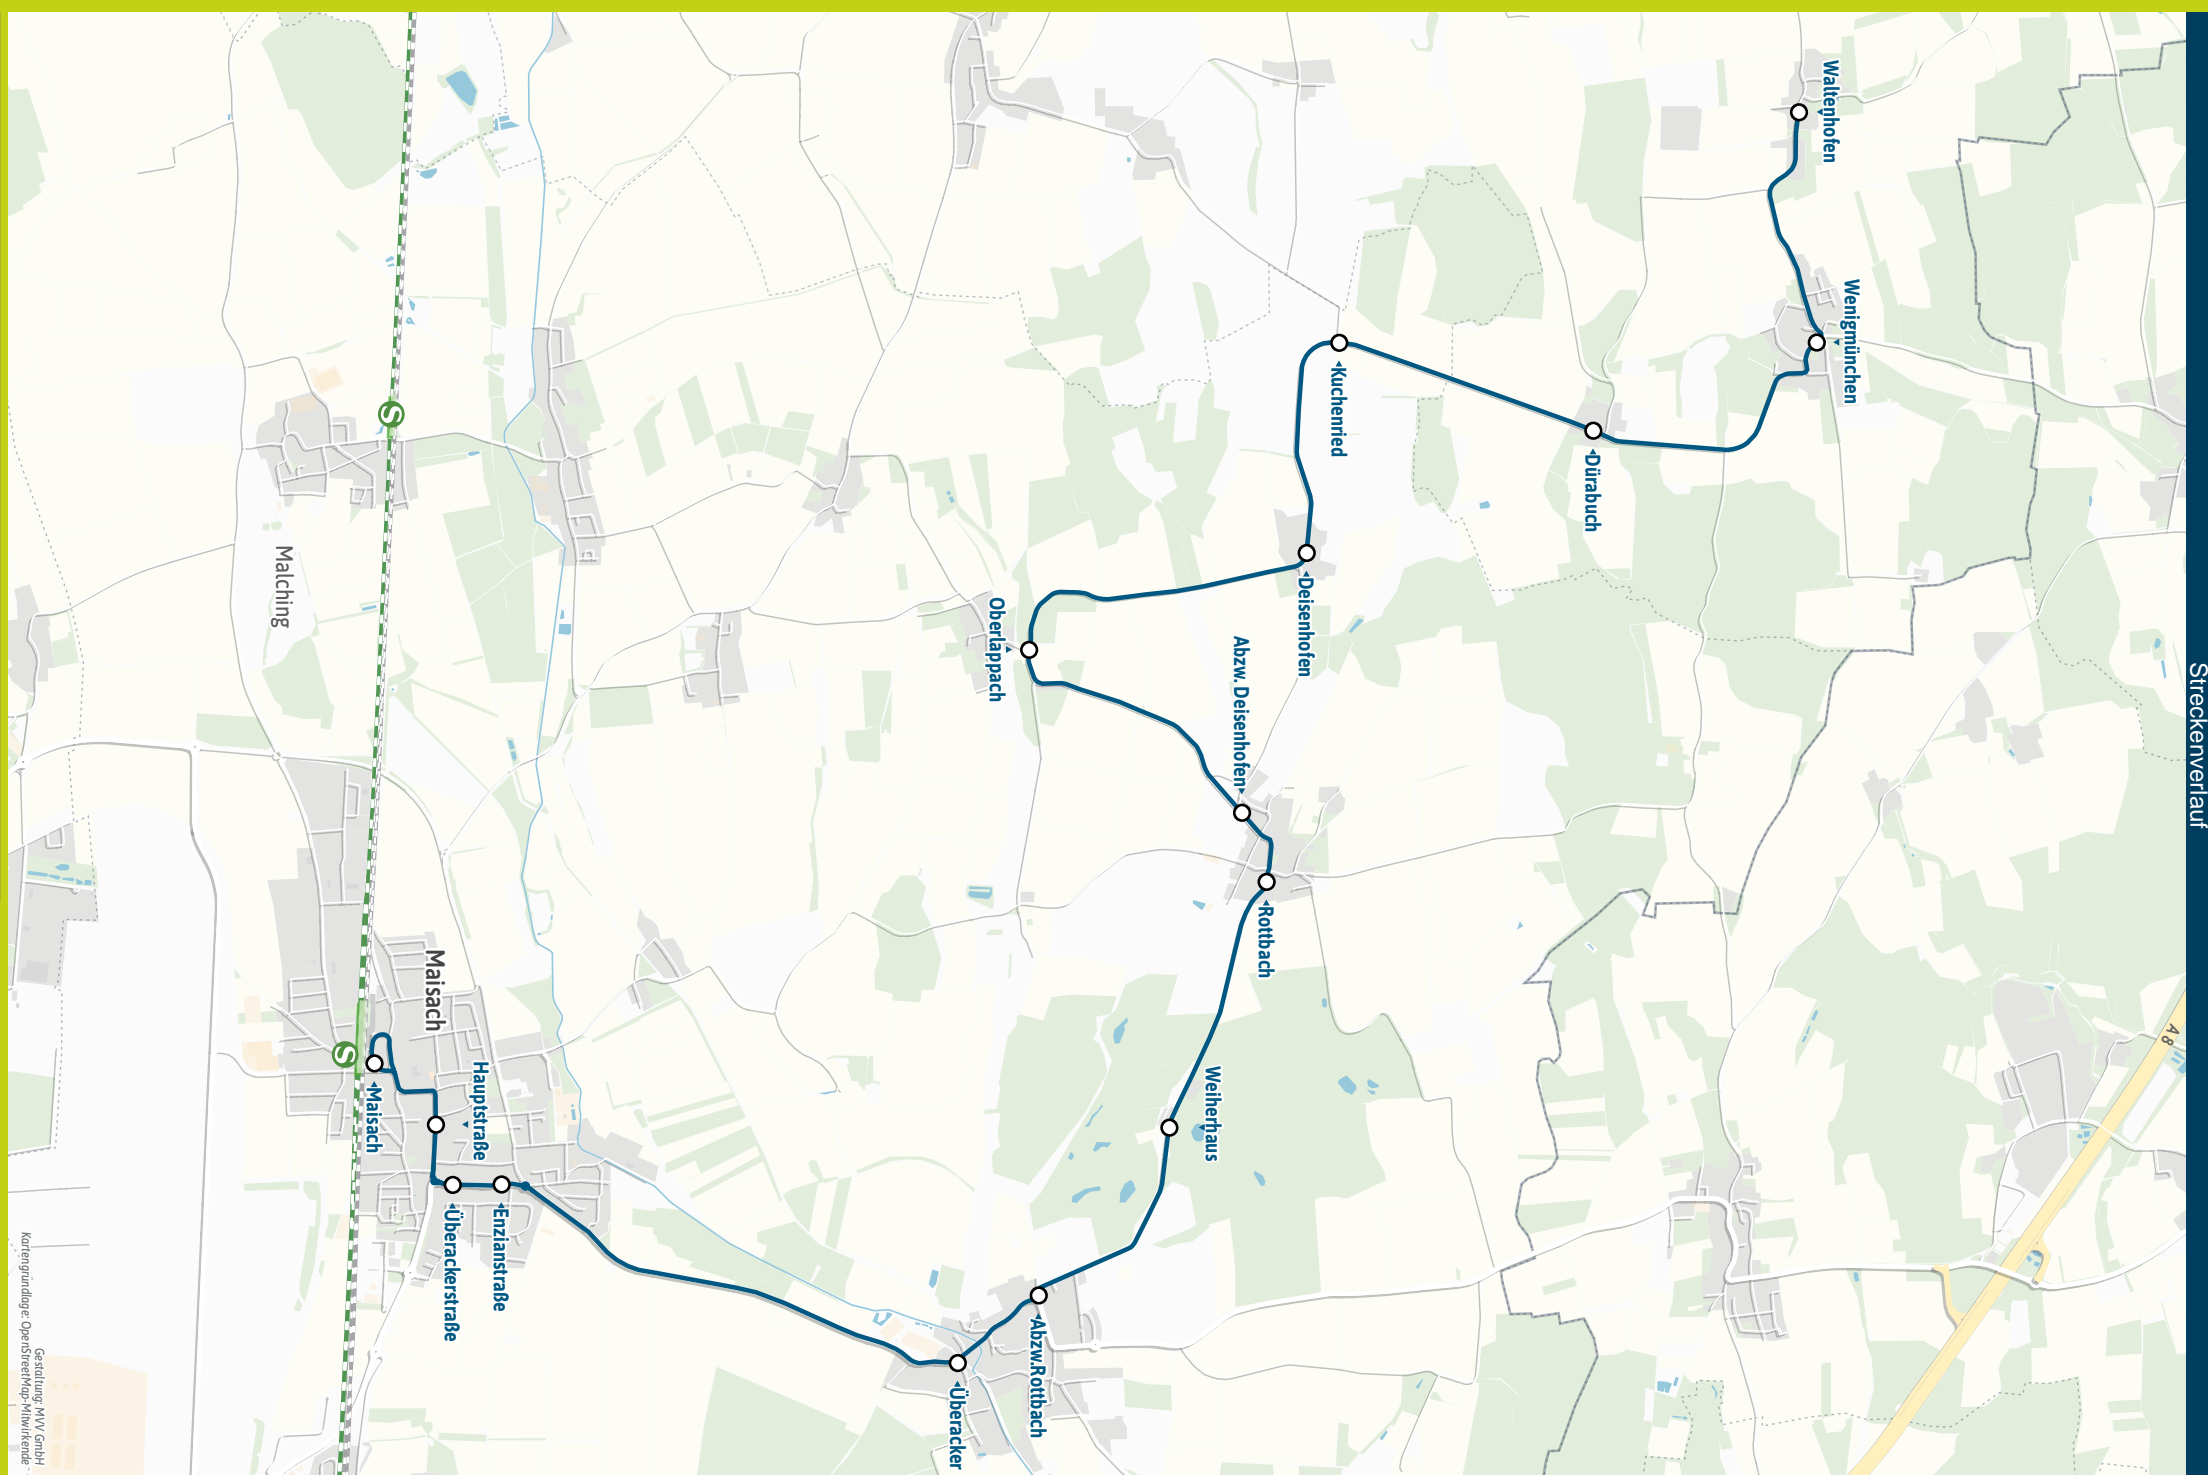 Streckenverlauf
A 8
Waltenhofen
Wenigmünchen
Dürabuch
Kuchenried
Deisenhofen
Oberlappach
Abzw. Deisenhofen
Rottbach
Weiherhaus
Abzw.Rottbach
Überacker
Enzianstraße
Überackerstraße
Hauptstraße
Maisach
Maisach
Malching
S
S
Gestaltung: MVV GmbH
Kartengrundlage: OpenStreetMap-Mitwirkende